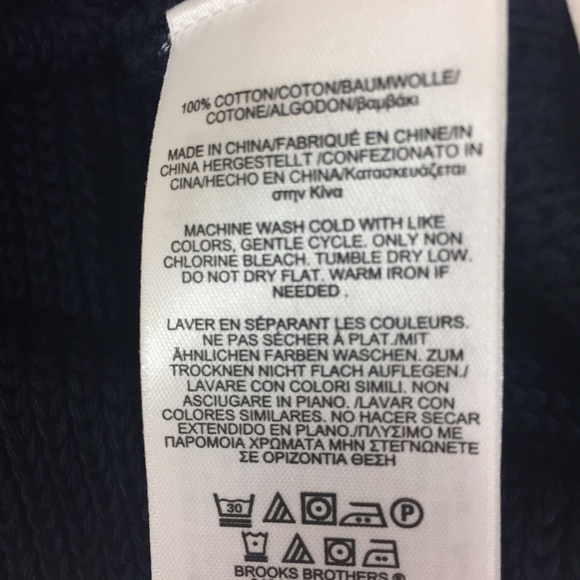 100% COTTON/COTON/BAUMWOLLE/
COTONE/ALGODON/βαμβάκι
MADE IN CHINA/FABRIQUÉ EN CHINE/IN
CHINA HERGESTELLT /CONFEZIONATO IN
CINA/HECHO EN CHINA/Κατασκευάζεται
στην Κίνα
MACHINE WASH COLD WITH LIKE
COLORS, GENTLE CYCLE. ONLY NON
CHLORINE BLEACH. TUMBLE DRY LOW.
DO NOT DRY FLAT. WARM IRON IF
NEEDED .
LAVER EN SÉPARANT LES COULEURS.
NE PAS SÉCHER À PLAT./MIT
ÄHNLICHEN FARBEN WASCHEN. ZUM
TROCKNEN NICHT FLACH AUFLEGEN./
LAVARE CON COLORI SIMILI. NON
ASCIUGARE IN PIANO./LAVAR CON
COLORES SIMILARES. NO HACER SECAR
EXTENDIDO EN PLANO./ΠΛΥΣΙΜΟ ΜΕ
ΠΑΡΟΜΟΙΑ ΧΡΩΜΑΤΑ ΜΗΝ ΣΤΕΓΝΩΝΕΤΕ
ΣΕ ΟΡΙΖΟΝΤΙΑ ΘΕΣΗ
30 P
BROOKS BROTHERS ®